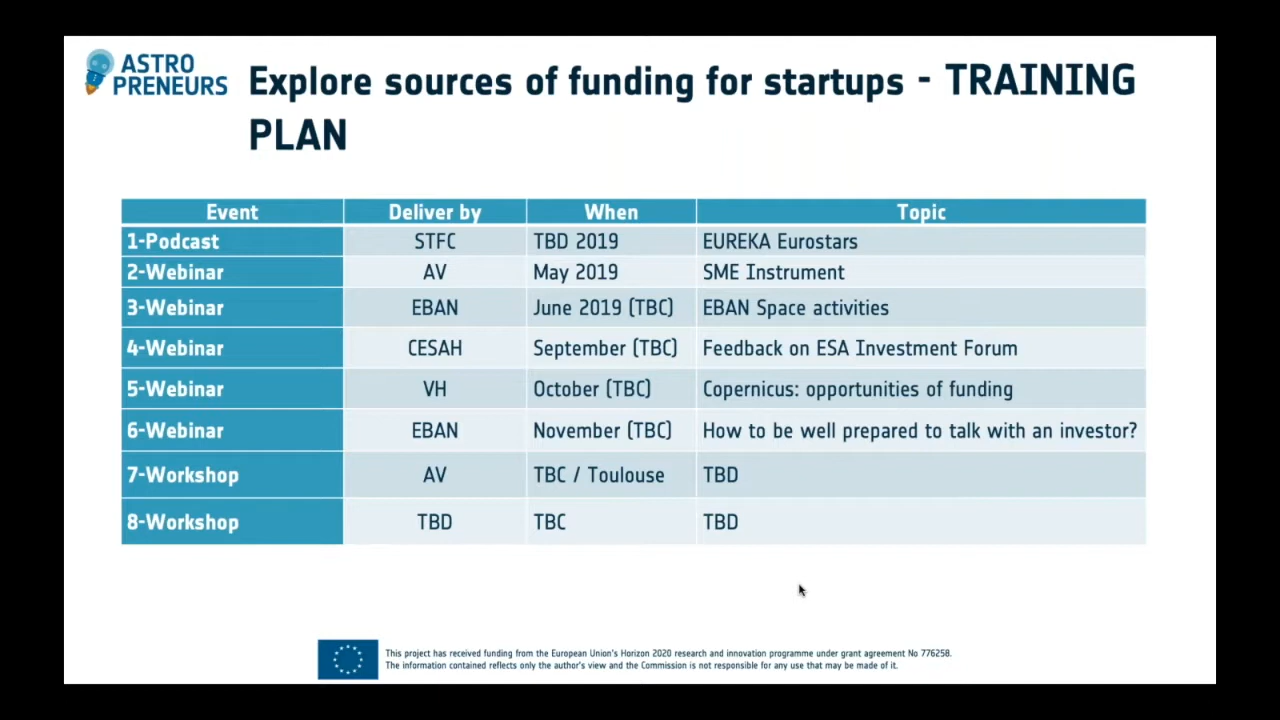 ASTRO
PRENEURS
Explore sources of funding for startups - TRAINING
PLAN
Event Deliver by When Topic
1-Podcast STFC TBD 2019 EUREKA Eurostars
2-Webinar AV May 2019 SME Instrument
3-Webinar EBAN June 2019 (TBC) EBAN Space activities
4-Webinar CESAH September (TBC) Feedback on ESA Investment Forum
5-Webinar VH October (TBC) Copernicus: opportunities of funding
6-Webinar EBAN November (TBC) How to be well prepared to talk with an investor?
7-Workshop AV TBC / Toulouse TBD
8-Workshop TBD TBC TBD
This project has received funding from the European Union's Horizon 2020 research and innovation programme under grant agreement No 776258.
The information contained reflects only the author's view and the Commission is not responsible for any use that may be made of it.